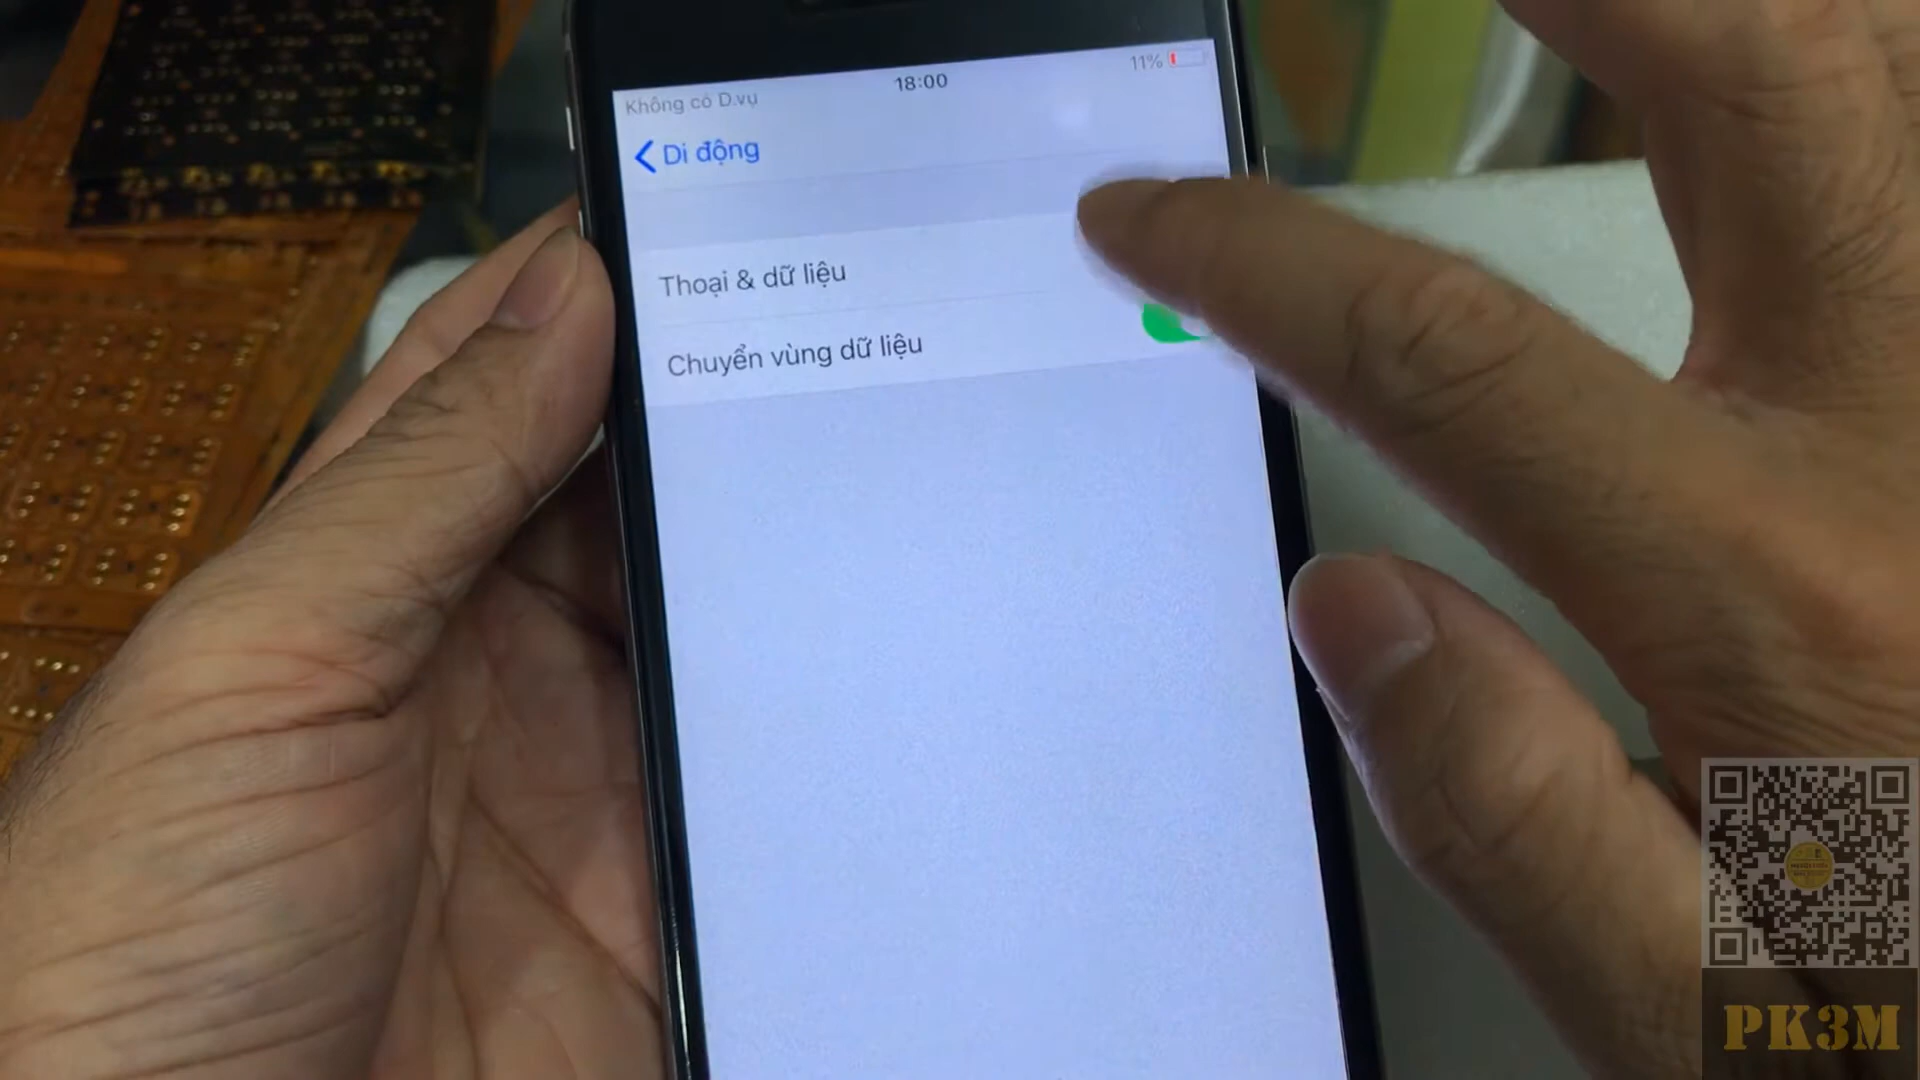 Không có D.vụ
18:00
11%
Di động
Thoại & dữ liệu
Chuyển vùng dữ liệu
PK3M